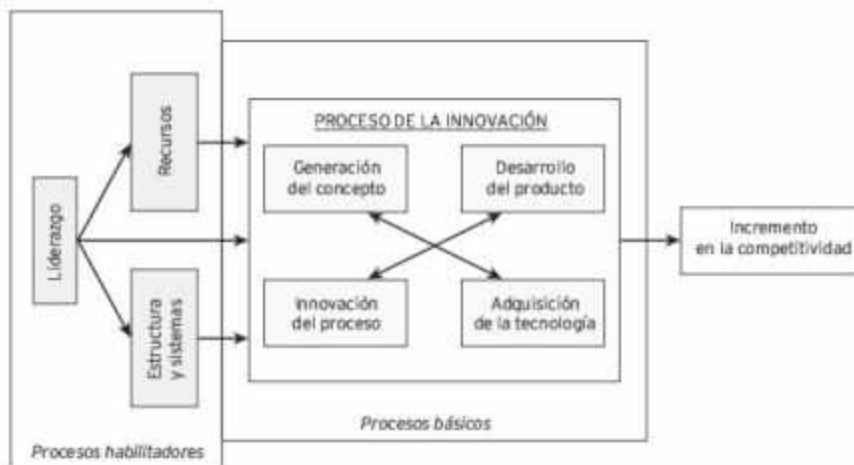 Liderazgo
Recursos
Estructura
y sistemas
Procesos habilitadores
PROCESO DE LA INNOVACIÓN
Generación
del concepto
Desarrollo
del producto
Innovación
del proceso
Adquisición
de la tecnología
Procesos básicos
Incremento
en la competitividad